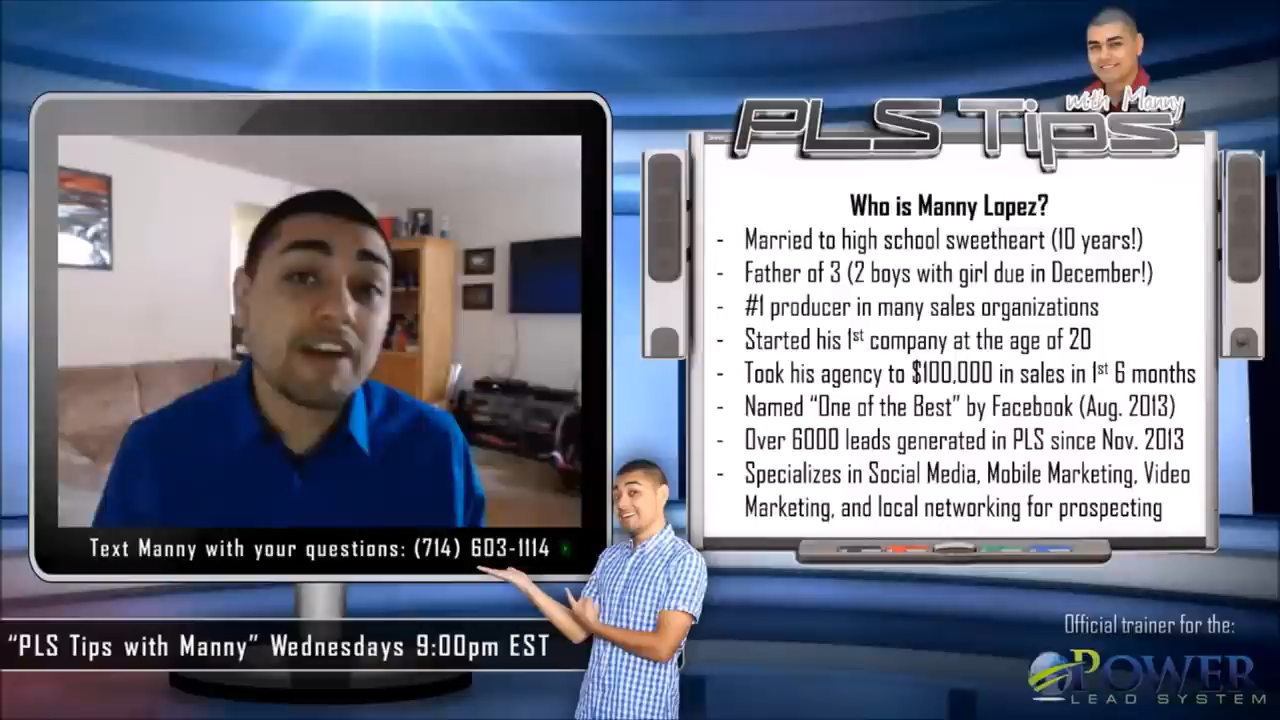 PLS Tips
with Manny
Who is Manny Lopez?
- Married to high school sweetheart (10 years!)
- Father of 3 (2 boys with girl due in December!)
- #1 producer in many sales organizations
- Started his 1st company at the age of 20
- Took his agency to $100,000 in sales in 1st 6 months
- Named “One of the Best” by Facebook (Aug. 2013)
- Over 6000 leads generated in PLS since Nov. 2013
- Specializes in Social Media, Mobile Marketing, Video
Marketing, and local networking for prospecting
Text Manny with your questions: (714) 603-1114
“PLS Tips with Manny” Wednesdays 9:00pm EST
Official trainer for the:
POWER
LEAD SYSTEM